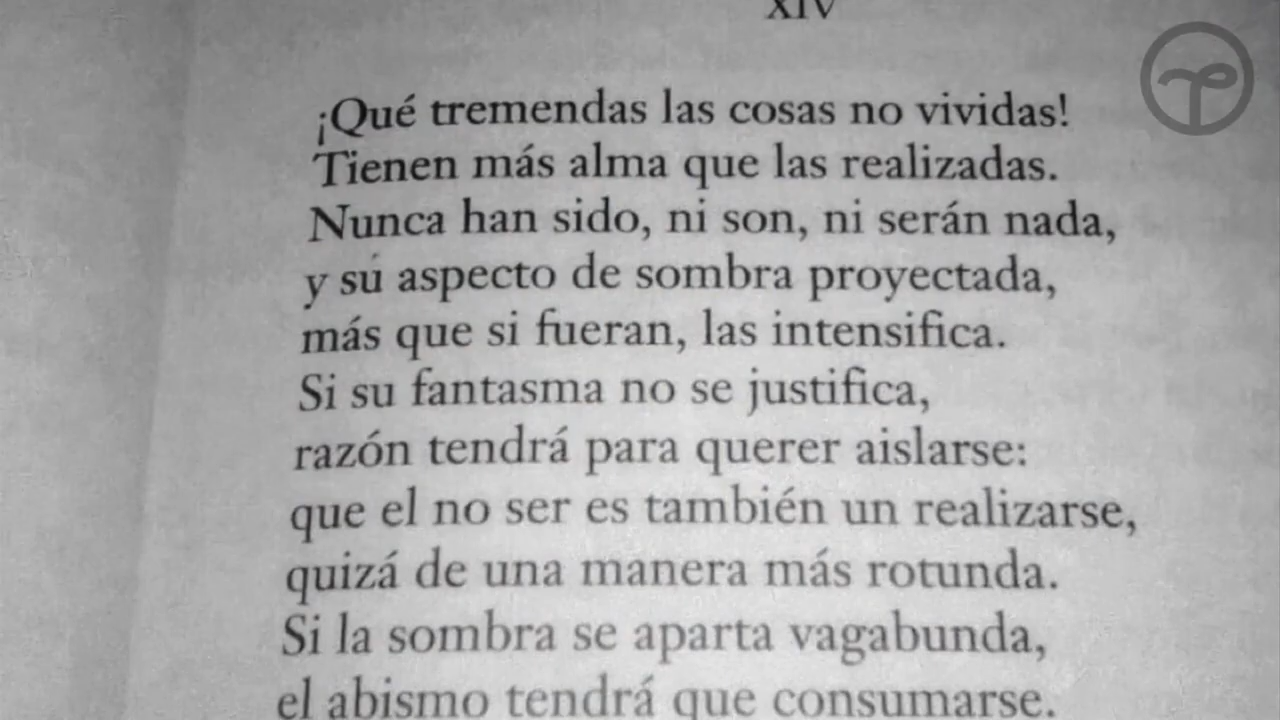 XIV
¡Qué tremendas las cosas no vividas!
Tienen más alma que las realizadas.
Nunca han sido, ni son, ni serán nada,
y su aspecto de sombra proyectada,
más que si fueran, las intensifica.
Si su fantasma no se justifica,
razón tendrá para querer aislarse:
que el no ser es también un realizarse,
quizá de una manera más rotunda.
Si la sombra se aparta vagabunda,
el abismo tendrá que consumarse.